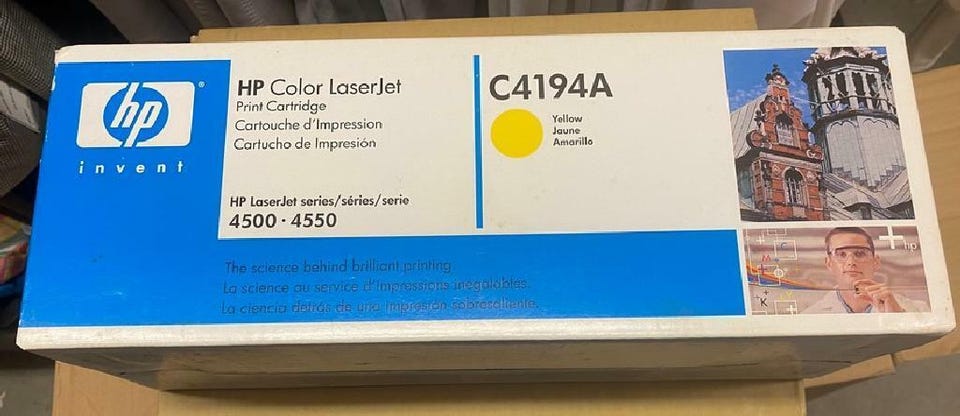 hp
®
invent
HP Color LaserJet
Print Cartridge
Cartouche d'Impression
Cartucho de Impresión
HP LaserJet series/séries/serie
4500 · 4550
C4194A
Yellow
Jaune
Amarillo
The science behind brilliant printing
La science au service d'impressions inégalables.
La ciencia detrás de una impresión sobresaliente.
+hp
C
M
Y
K